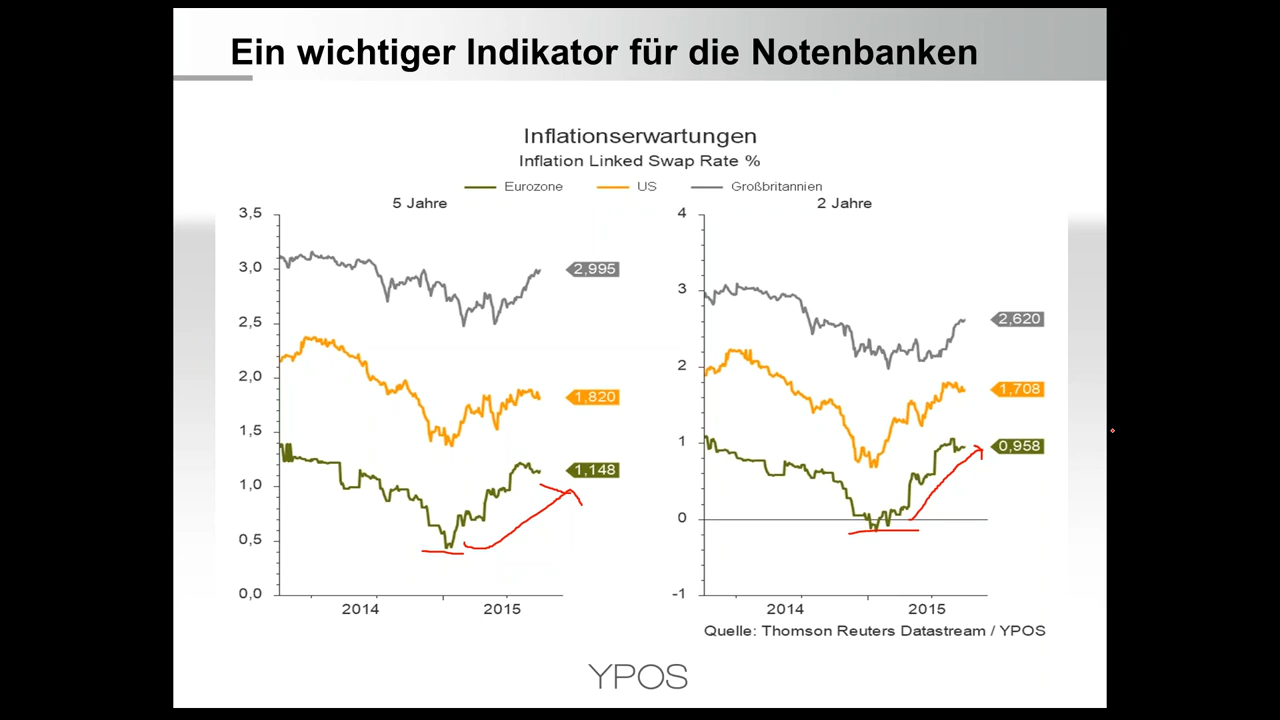 Ein wichtiger Indikator für die Notenbanken
Inflationserwartungen
Inflation Linked Swap Rate %
Eurozone US Großbritannien
5 Jahre
3,5
3,0
2,5
2,0
1,5
1,0
0,5
0,0
2,995
1,820
1,148
2014 2015
2 Jahre
4
3
2
1
0
-1
2,620
1,708
0,958
2014 2015
Quelle: Thomson Reuters Datastream / YPOS
YPOS